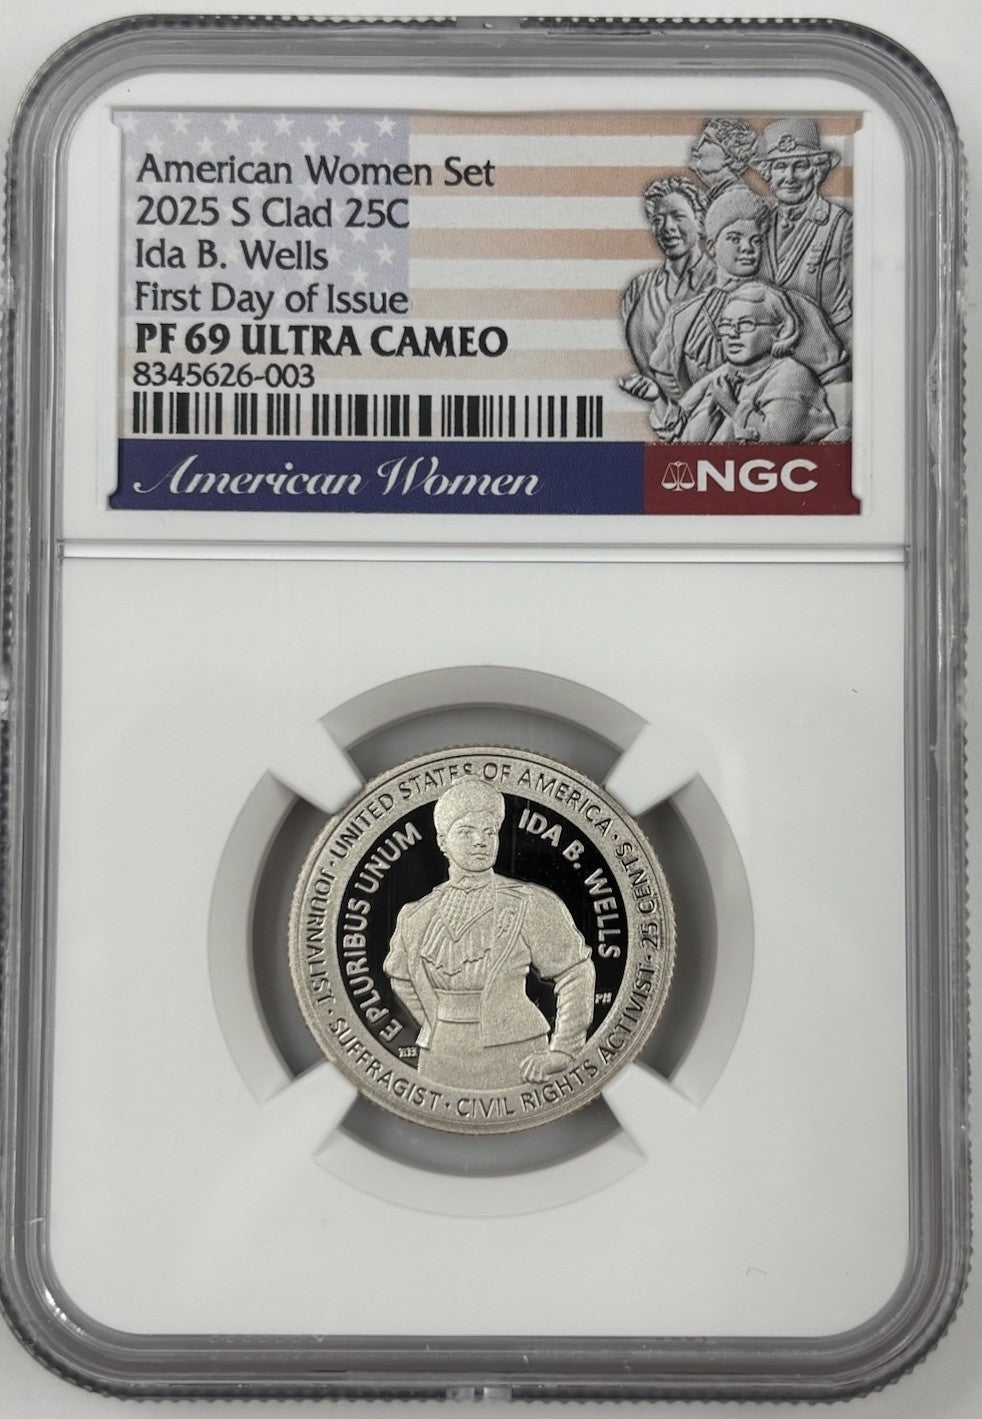 American Women Set
2025 S Clad 25C
Ida B. Wells
First Day of Issue
PF 69 ULTRA CAMEO
8345626-003
American Women
NGC
UNITED STATES OF AMERICA · 25 CENTS ·
JOURNALIST · SUFFRAGIST · CIVIL RIGHTS ACTIVIST ·
E PLURIBUS UNUM
IDA B. WELLS
PH